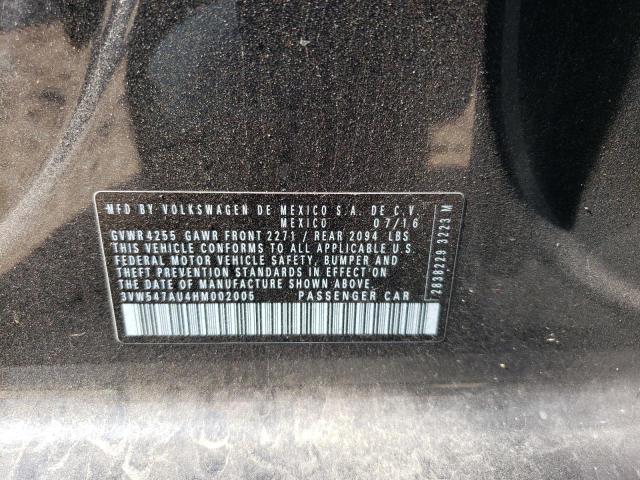 MFD BY VOLKSWAGEN DE MEXICO S.A. DE C.V.
MEXICO 07/16
GVWR 4255 GAWR FRONT 2271 / REAR 2094 LBS
THIS VEHICLE CONFORMS TO ALL APPLICABLE U.S.
FEDERAL MOTOR VEHICLE SAFETY, BUMPER AND
THEFT PREVENTION STANDARDS IN EFFECT ON
THE DATE OF MANUFACTURE SHOWN ABOVE.
3VW547AU4HM002005 PASSENGER CAR
2838229 3223 M